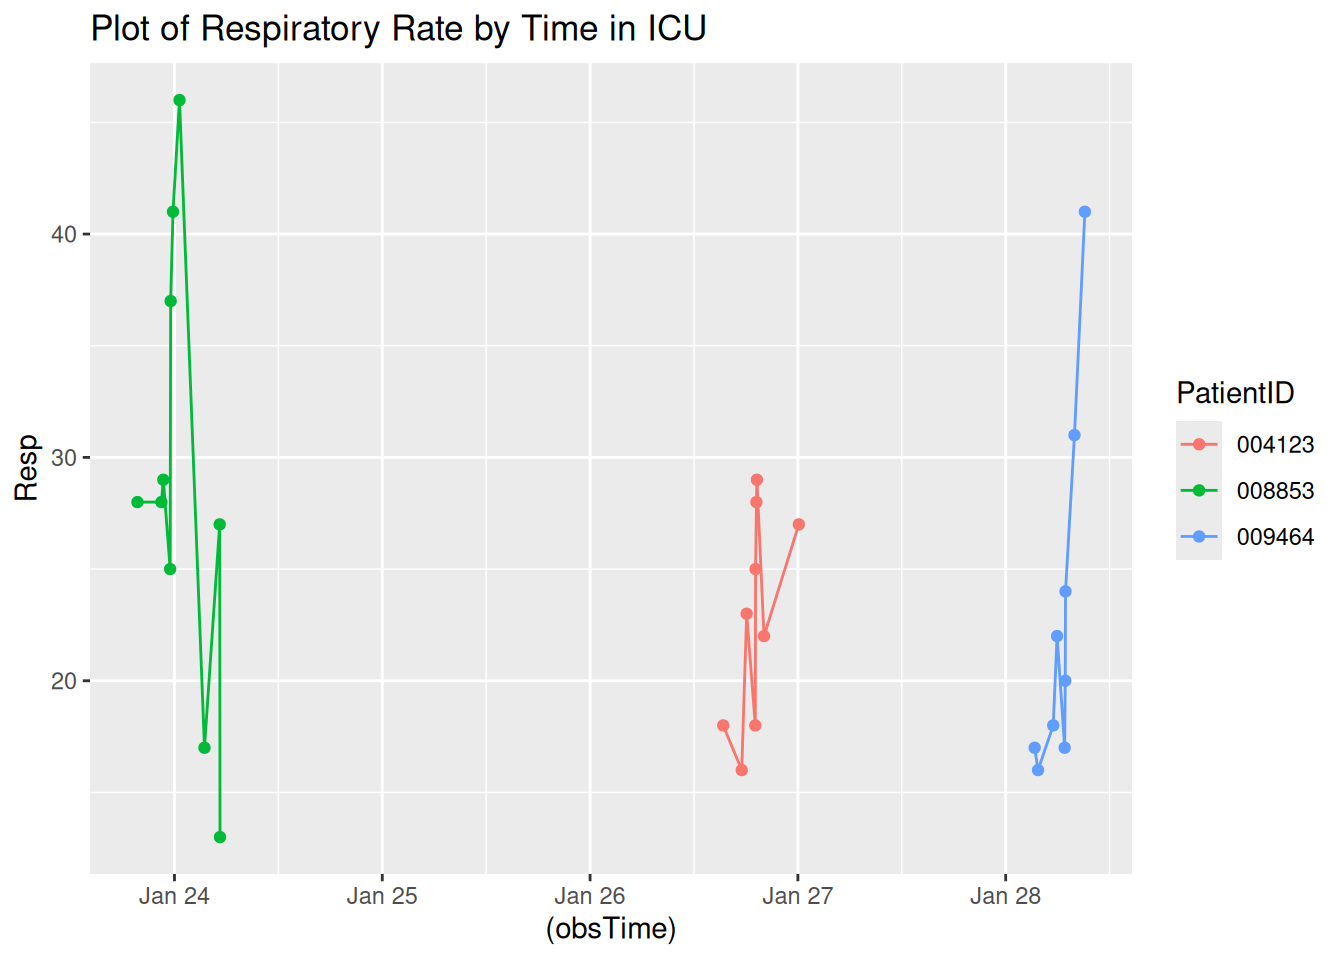 Plot of Respiratory Rate by Time in ICU
Resp
40
30
20
Jan 24
Jan 25
Jan 26
Jan 27
Jan 28
(obsTime)
PatientID
004123
008853
009464